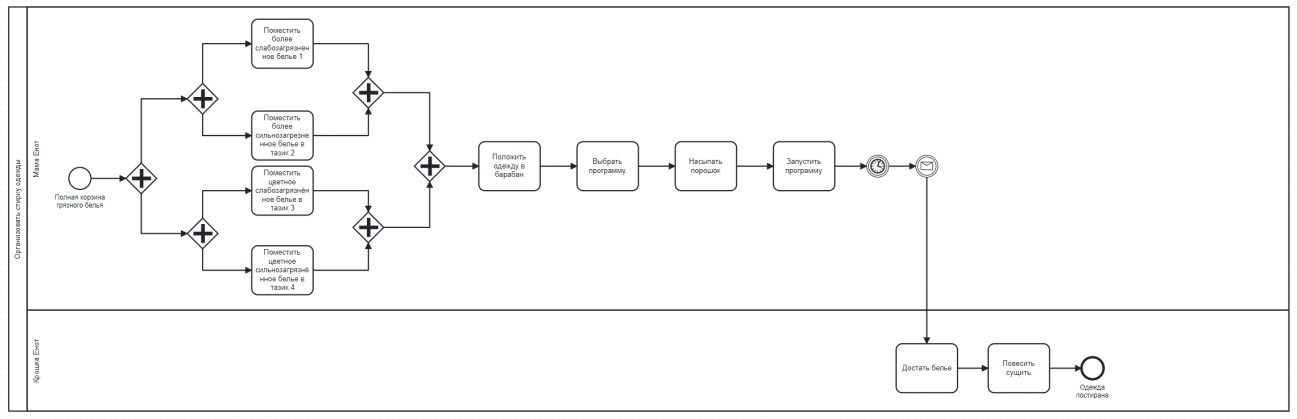 Организовать стирку одежды
Мама Енот
Полная корзина
грязного белья
Поместить
более
слабозагрязнен
ное белье 1
Поместить
более
сильнозагрезне
нное белье в
тазик 2
Поместить
цветное
слабозагрязнён
ное белье в
тазик 3
Поместить
цветное
сильнозагрязнё
нное белье в
тазик 4
Положить
одежду в
барабан
Выбрать
программу
Насыпать
порошок
Запустить
программу
Крошка Енот
Достать белье
Повесить
сущить
Одежда
постирана